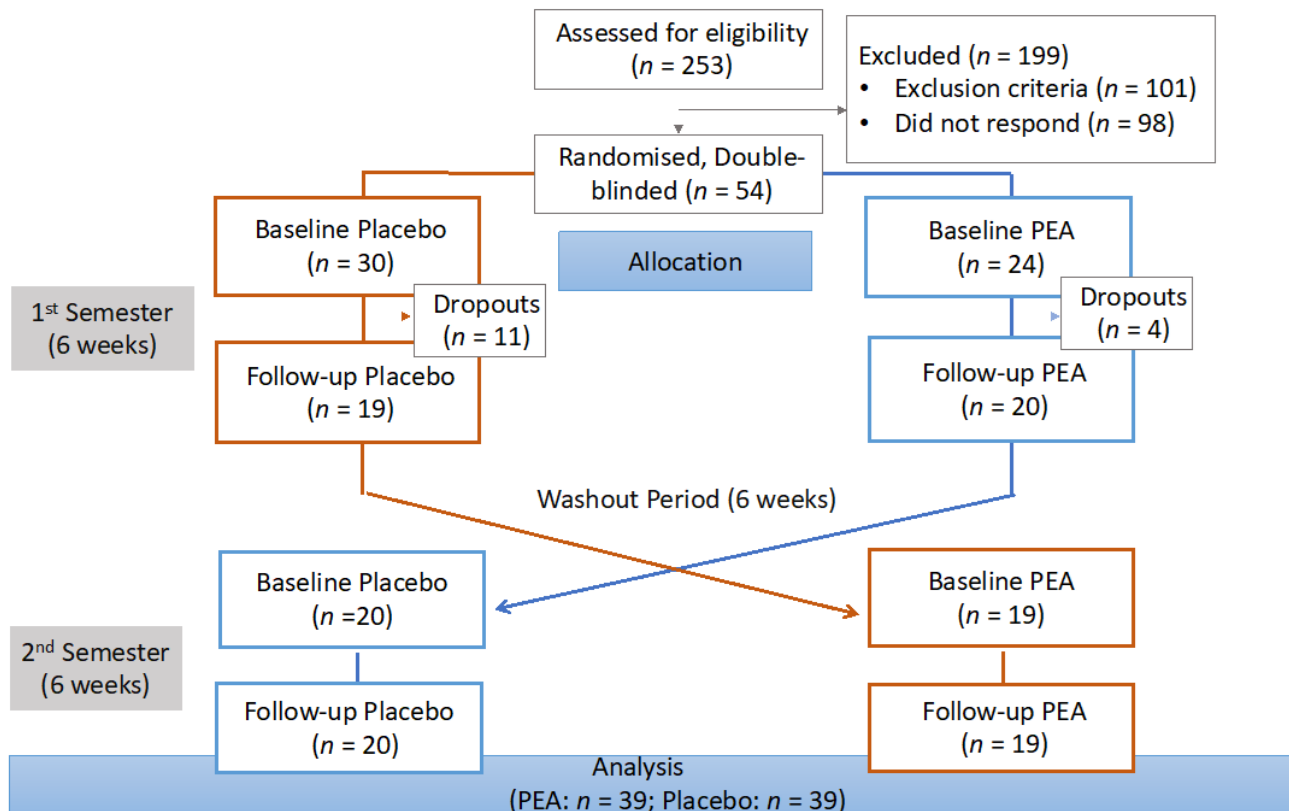 Assessed for eligibility
(n = 253)
Excluded (n = 199)
• Exclusion criteria (n = 101)
• Did not respond (n = 98)
Randomised, Double-
blinded (n = 54)
Baseline Placebo
(n = 30)
Allocation
Baseline PEA
(n = 24)
1st Semester
(6 weeks)
Dropouts
(n = 11)
Dropouts
(n = 4)
Follow-up Placebo
(n = 19)
Follow-up PEA
(n = 20)
Washout Period (6 weeks)
Baseline Placebo
(n =20)
Baseline PEA
(n = 19)
2nd Semester
(6 weeks)
Follow-up Placebo
(n = 20)
Follow-up PEA
(n = 19)
Analysis
(PEA: n = 39; Placebo: n = 39)